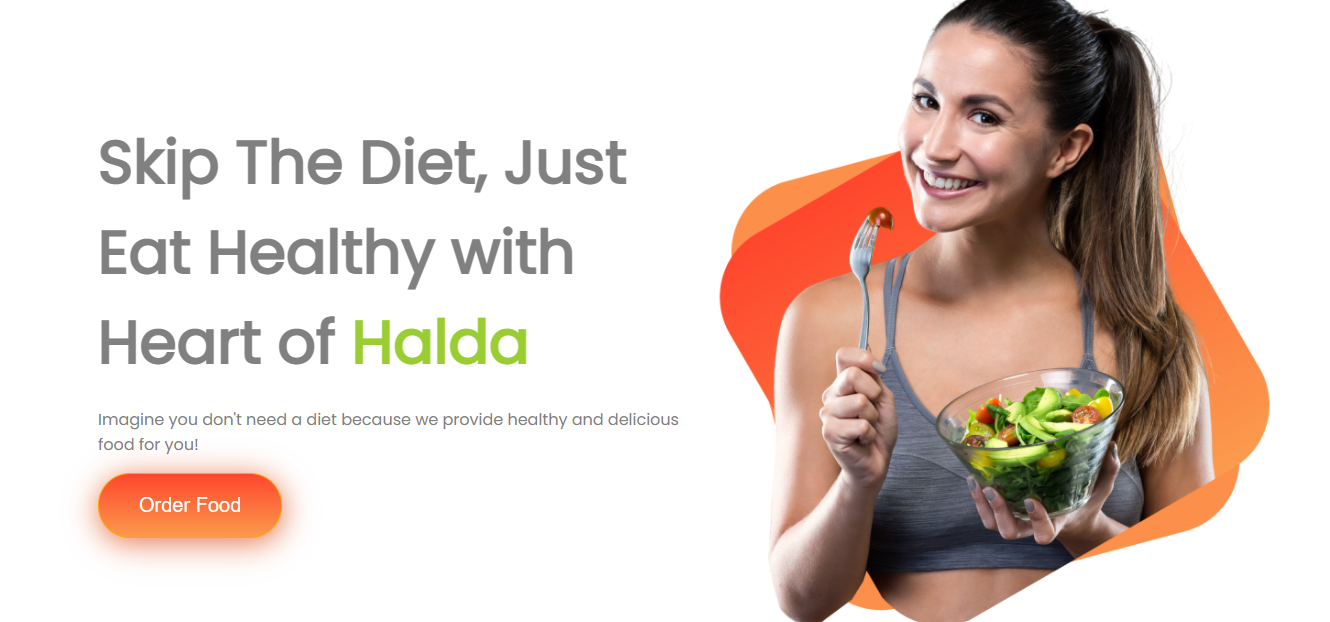 Skip The Diet, Just
Eat Healthy with
Heart of Halda
Imagine you don't need a diet because we provide healthy and delicious
food for you!
Order Food